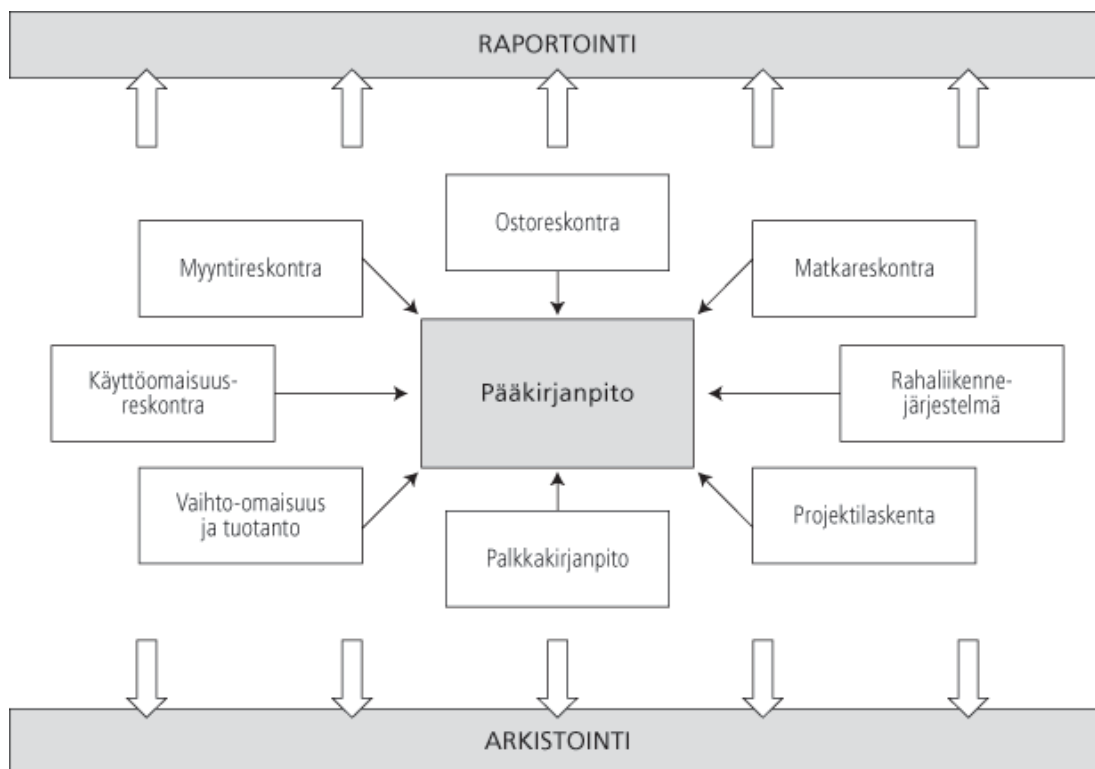 RAPORTOINTI
Ostoreskontra
Myyntireskontra
Matkareskontra
Käyttöomaisuus-
reskontra
Pääkirjanpito
Rahaliikenne-
järjestelmä
Vaihto-omaisuus
ja tuotanto
Palkkakirjanpito
Projektilaskenta
ARKISTOINTI